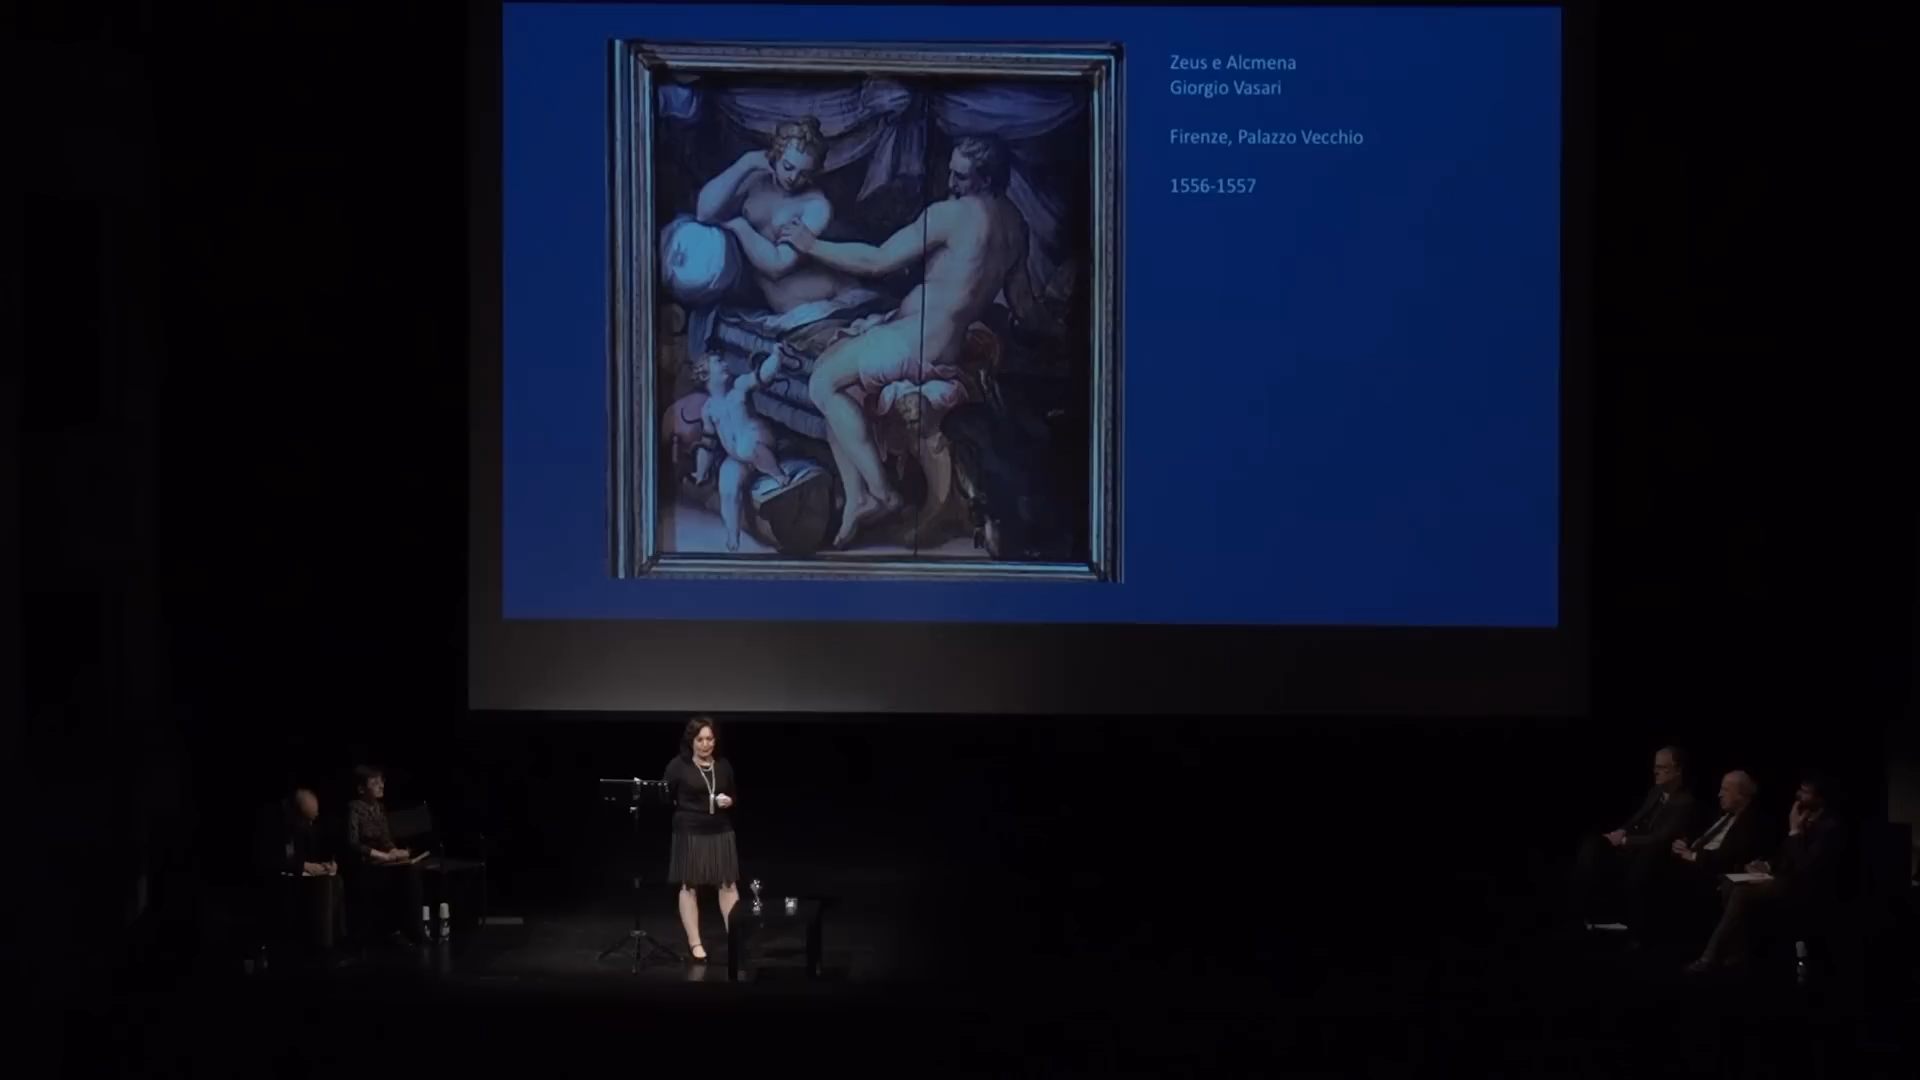 Zeus e Alcmena
Giorgio Vasari
Firenze, Palazzo Vecchio
1556-1557